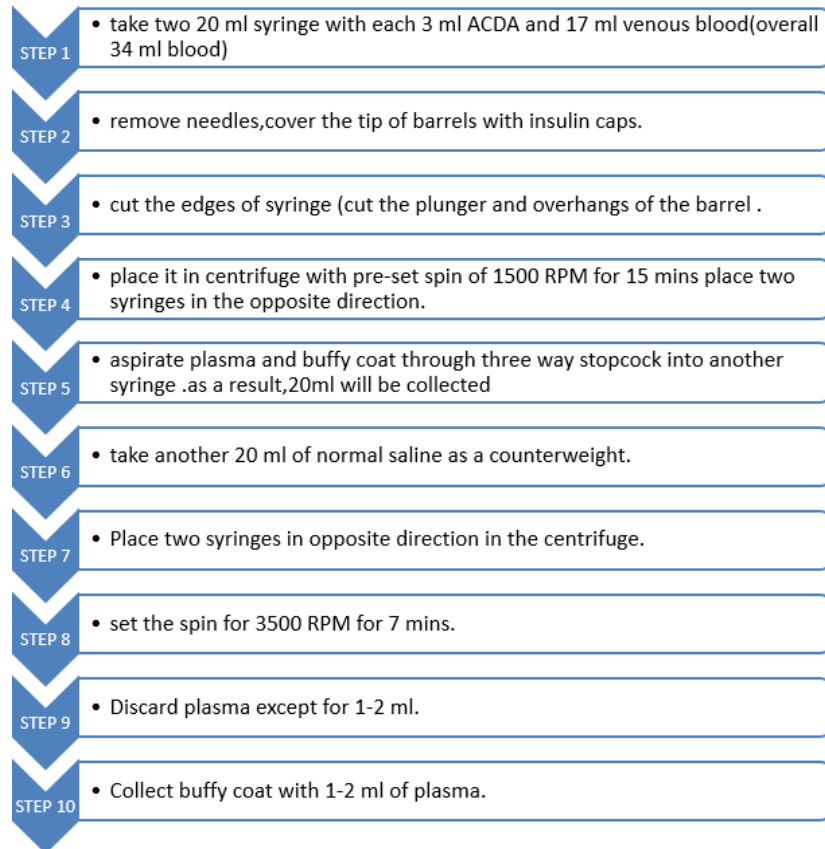 STEP 1
• take two 20 ml syringe with each 3 ml ACDA and 17 ml venous blood(overall
34 ml blood)
STEP 2
• remove needles,cover the tip of barrels with insulin caps.
STEP 3
• cut the edges of syringe (cut the plunger and overhangs of the barrel .
STEP 4
• place it in centrifuge with pre-set spin of 1500 RPM for 15 mins place two
syringes in the opposite direction.
STEP 5
• aspirate plasma and buffy coat through three way stopcock into another
syringe .as a result,20ml will be collected
STEP 6
• take another 20 ml of normal saline as a counterweight.
STEP 7
• Place two syringes in opposite direction in the centrifuge.
STEP 8
• set the spin for 3500 RPM for 7 mins.
STEP 9
• Discard plasma except for 1-2 ml.
STEP 10
• Collect buffy coat with 1-2 ml of plasma.